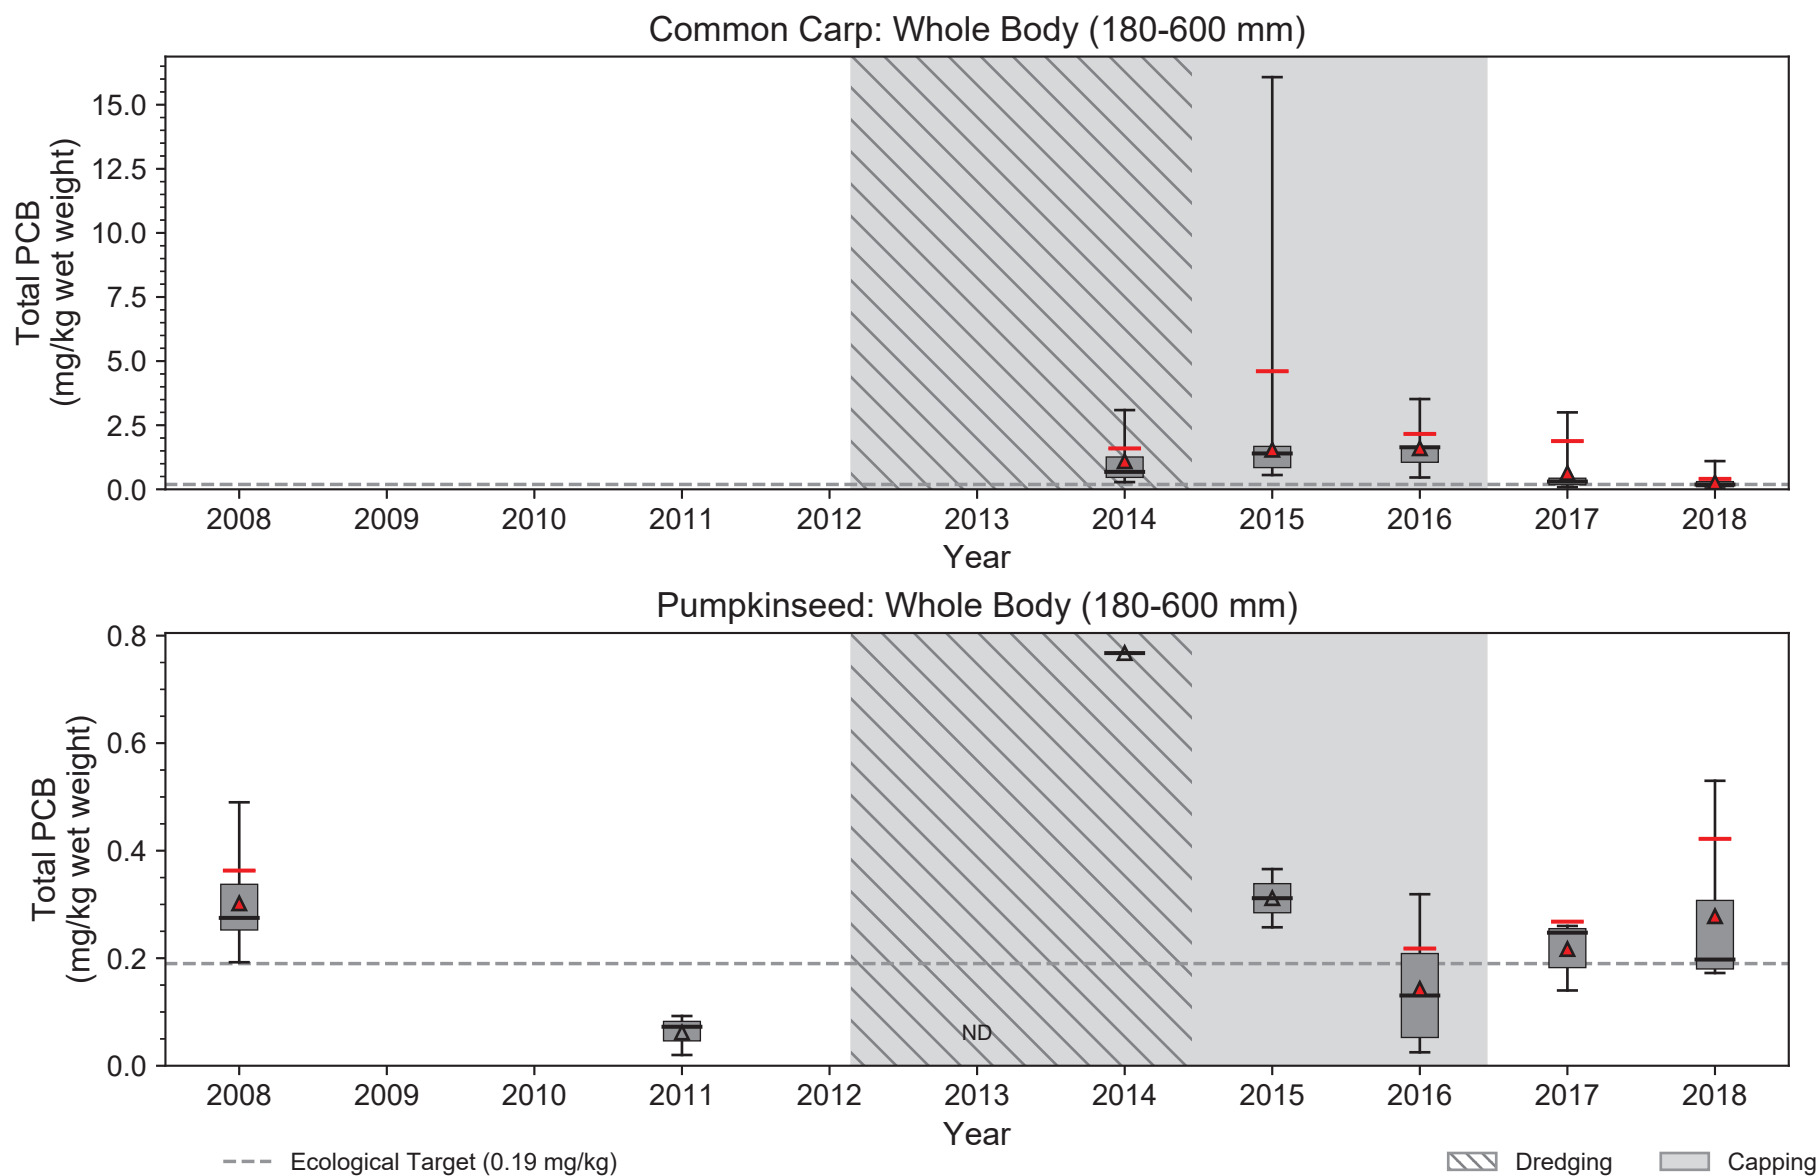 Common Carp: Whole Body (180-600 mm)
Total PCB
(mg/kg wet weight)
15.0
12.5
10.0
7.5
5.0
2.5
0.0
2008 2009 2010 2011 2012 2013 2014 2015 2016 2017 2018
Year
Pumpkinseed: Whole Body (180-600 mm)
Total PCB
(mg/kg wet weight)
0.8
0.6
0.4
0.2
0.0
ND
2008 2009 2010 2011 2012 2013 2014 2015 2016 2017 2018
Year
Ecological Target (0.19 mg/kg) Dredging Capping